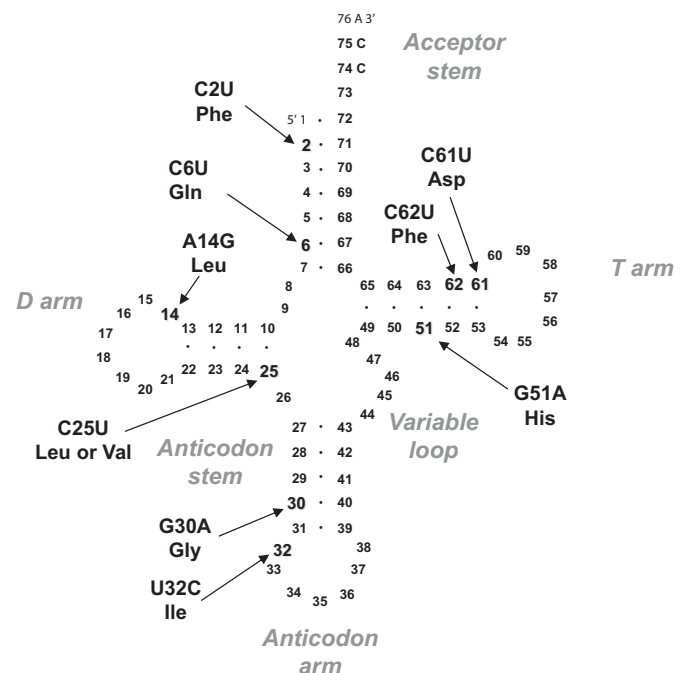 76 A 3'
75 C
74 C
Acceptor
stem
73
5' 1 · 72
C2U
Phe
2 · 71
3 · 70
4 · 69
5 · 68
6 · 67
7 · 66
C6U
Gln
C61U
Asp
C62U
Phe
A14G
Leu
T arm
D arm
8
9
15
16
14
17
18
19
20
21
13 12 11 10
· · · ·
22 23 24 25
26
65 64 63 62 61
· · · · ·
49 50 51 52 53
60
59
58
57
56
54 55
48
47
46
45
44
G51A
His
C25U
Leu or Val
Anticodon
stem
Variable
loop
27 · 43
28 · 42
29 · 41
30 · 40
31 · 39
32
38
33
37
34
35
36
G30A
Gly
U32C
Ile
Anticodon
arm